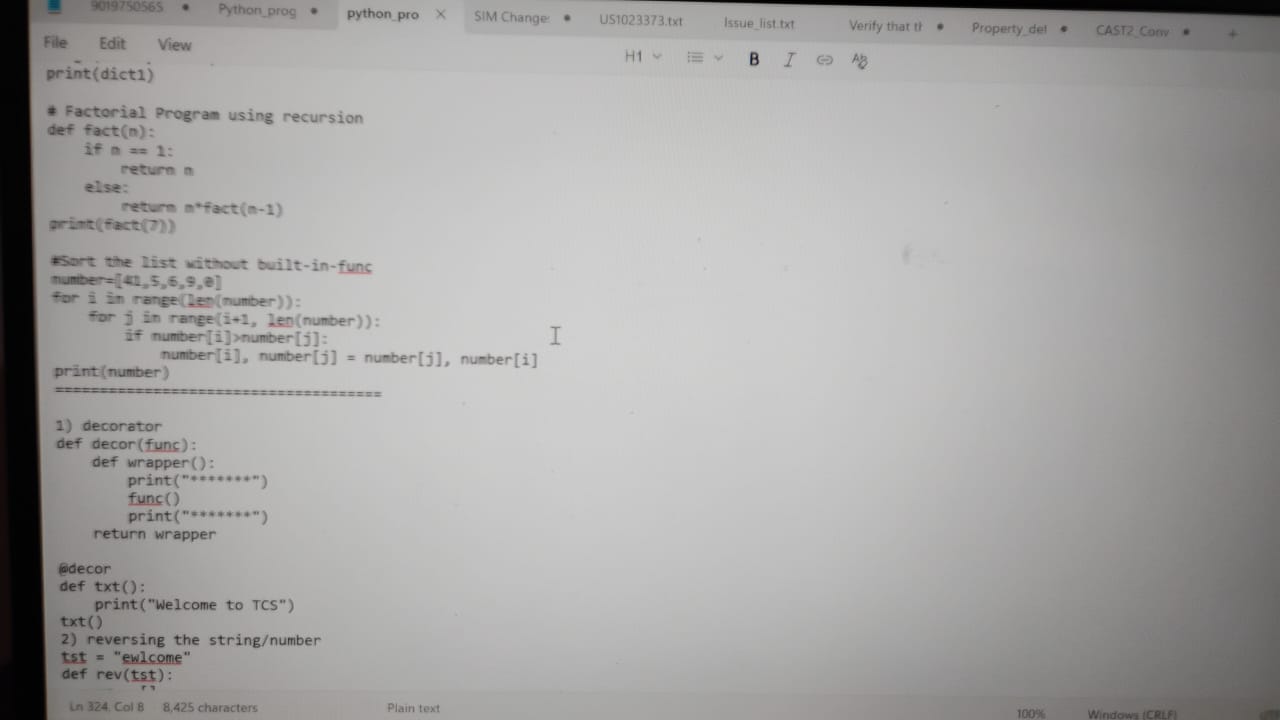 9019750565 Python_prog python_pro SIM Change: US1023373.txt Issue_list.txt Verify that th Property_del CAST2_Conv
File Edit View
H1 B I
print(dict1)
# Factorial Program using recursion
def fact(n):
if n == 1:
return n
else:
return n*fact(n-1)
print(fact(7))
#Sort the list without built-in-func
number=[41,5,6,9,0]
for i in range(len(number)):
for j in range(i+1, len(number)):
if number[i]>number[j]:
number[i], number[j] = number[j], number[i]
print(number)
=====================================
1) decorator
def decor(func):
def wrapper():
print("*******")
func()
print("*******")
return wrapper
@decor
def txt():
print("Welcome to TCS")
txt()
2) reversing the string/number
tst = "ewlcome"
def rev(tst):
Ln 324, Col 8 8,425 characters Plain text 100% Windows (CRLF)